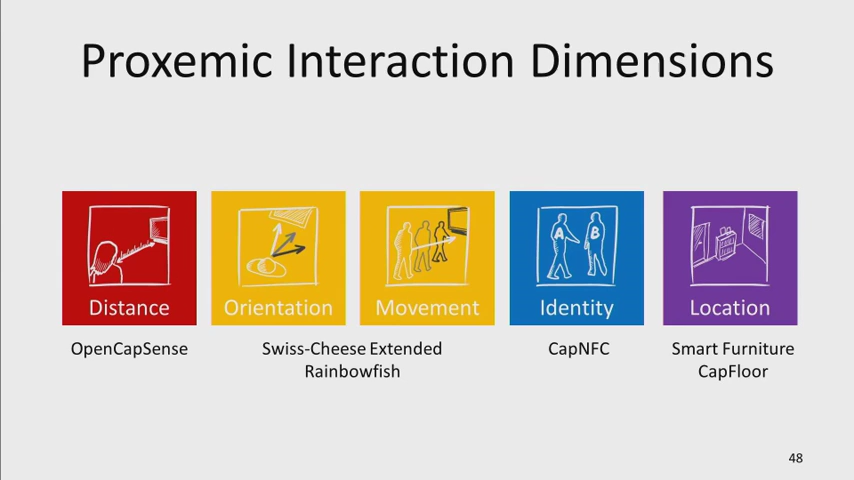 Proxemic Interaction Dimensions
Distance
Orientation
Movement
A
B
Identity
Location
OpenCapSense
Swiss-Cheese Extended
Rainbowfish
CapNFC
Smart Furniture
CapFloor
48